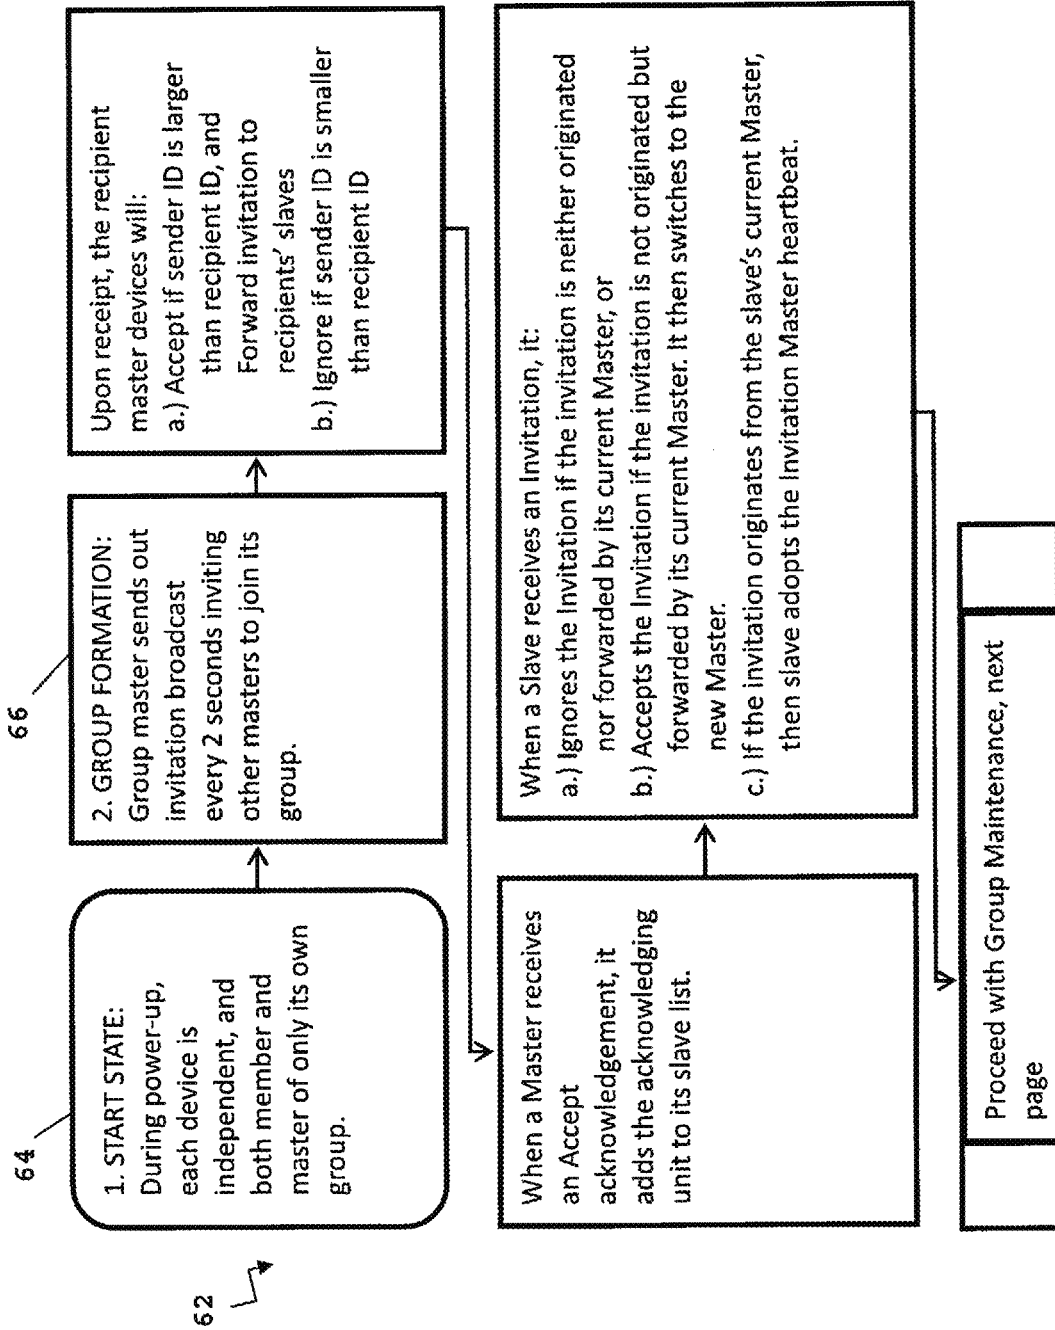 62
64
1. START STATE:
During power-up,
each device is
independent, and
both member and
master of only its own
group.
66
2. GROUP FORMATION:
Group master sends out
invitation broadcast
every 2 seconds inviting
other masters to join its
group.
Upon receipt, the recipient
master devices will:
a.) Accept if sender ID is larger
than recipient ID, and
Forward invitation to
recipients’ slaves
b.) Ignore if sender ID is smaller
than recipient ID
When a Master receives
an Accept
acknowledgement, it
adds the acknowledging
unit to its slave list.
When a Slave receives an Invitation, it:
a.) Ignores the Invitation if the invitation is neither originated
nor forwarded by its current Master, or
b.) Accepts the Invitation if the invitation is not originated but
forwarded by its current Master. It then switches to the
new Master.
c.) If the invitation originates from the slave’s current Master,
then slave adopts the Invitation Master heartbeat.
Proceed with Group Maintenance, next
page